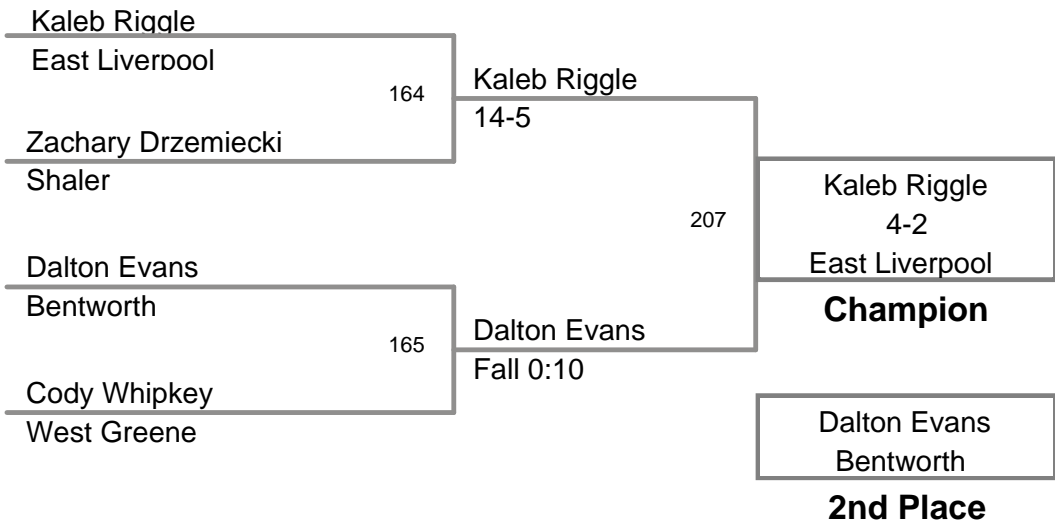 Kaleb Riggle
East Liverpool
164
Zachary Drzemiecki
Shaler
Kaleb Riggle
14-5
Dalton Evans
Bentworth
165
Cody Whipkey
West Greene
Dalton Evans
Fall 0:10
207
Kaleb Riggle
4-2
East Liverpool
Champion
Dalton Evans
Bentworth
2nd Place